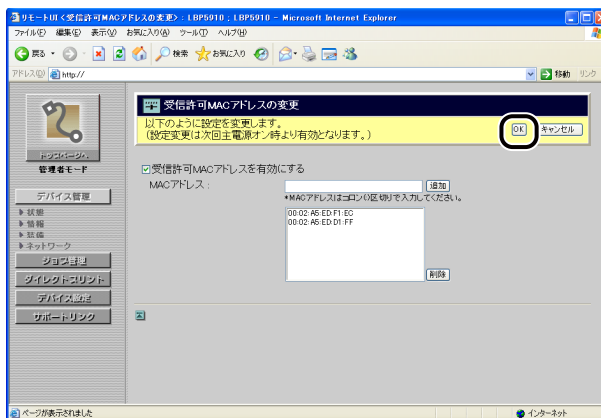 リモートUI <受信許可MACアドレスの変更> : LBP5910 ; LBP5910 - Microsoft Internet Explorer
ファイル(F) 編集(E) 表示(V) お気に入り(A) ツール(T) ヘルプ(H)
戻る 検索 お気に入り
アドレス(D) http:// 移動 リンク
受信許可MACアドレスの変更
以下のように設定を変更します。
(設定変更は次回主電源オン時より有効となります。)
OK キャンセル
トップページへ
管理者モード
デバイス管理
状態
情報
装備
ネットワーク
ジョブ管理
ダイレクトプリント
デバイス設定
サポートリンク
受信許可MACアドレスを有効にする
MACアドレス : 追加
*MACアドレスはコロン(:)区切りで入力してください。
00:02:A5:ED:F1:EC
00:02:A5:ED:D1:FF
削除
ページが表示されました インターネット